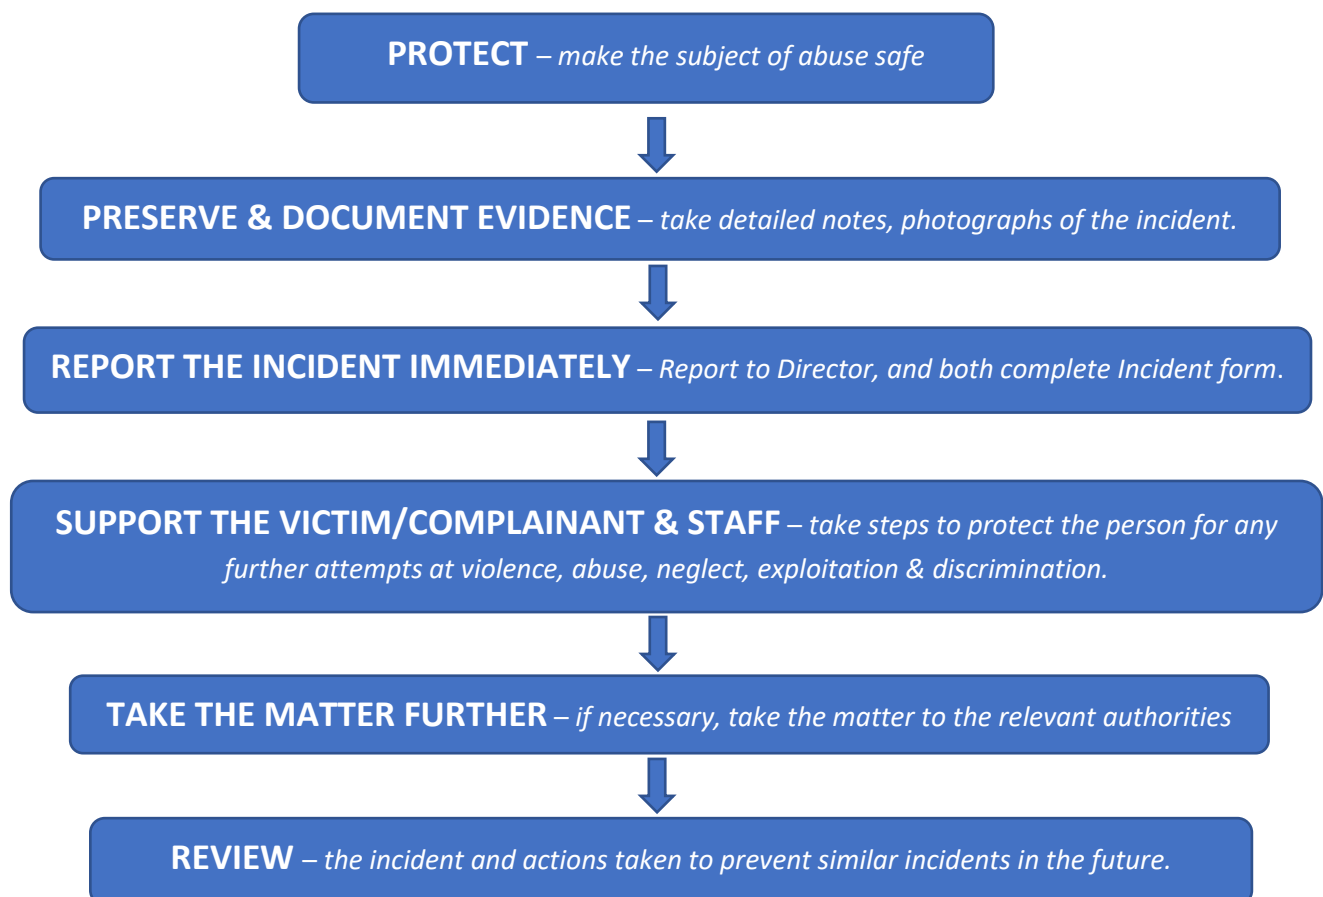 PROTECT – make the subject of abuse safe
PRESERVE & DOCUMENT EVIDENCE – take detailed notes, photographs of the incident.
REPORT THE INCIDENT IMMEDIATELY – Report to Director, and both complete Incident form.
SUPPORT THE VICTIM/COMPLAINANT & STAFF – take steps to protect the person for any
further attempts at violence, abuse, neglect, exploitation & discrimination.
TAKE THE MATTER FURTHER – if necessary, take the matter to the relevant authorities
REVIEW – the incident and actions taken to prevent similar incidents in the future.